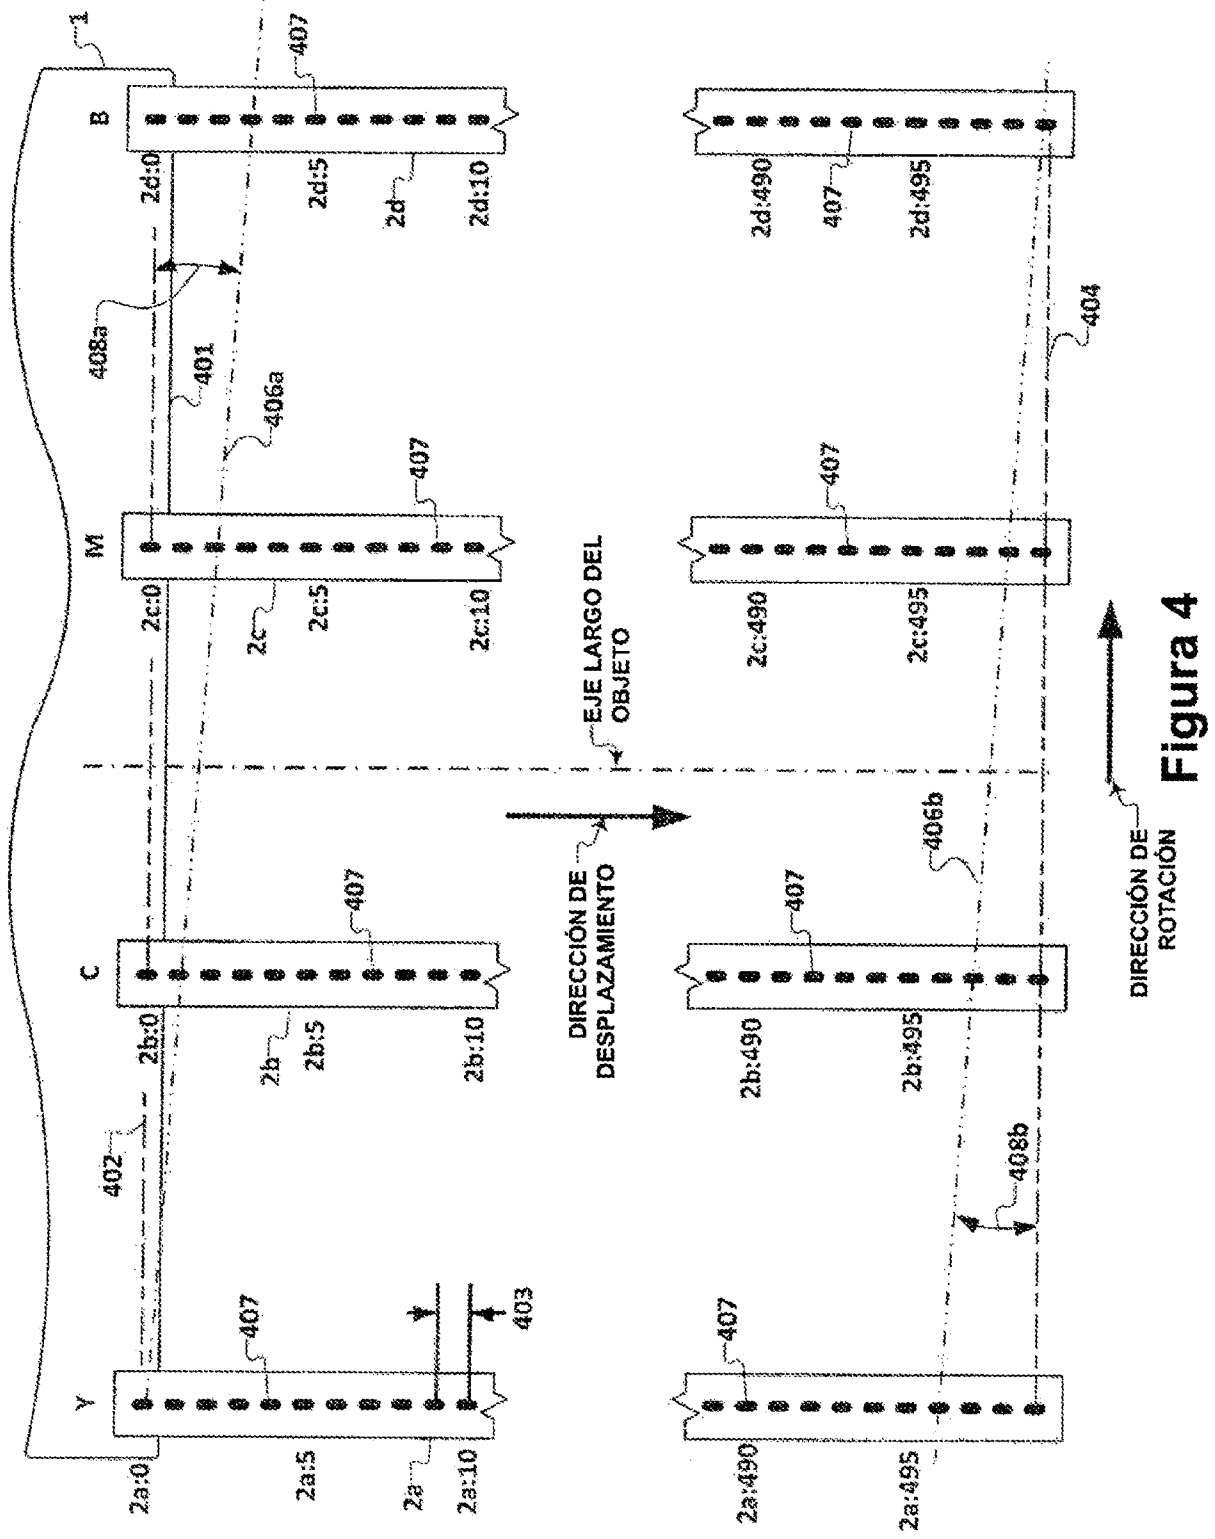 1
Y
C
M
B
402
408a
2a:0
2b:0
2c:0
2d:0
401
407
2b
2c
406a
2a:5
2b:5
2c:5
2d:5
407
407
2a
407
2d
2a:10
2b:10
2c:10
2d:10
403
DIRECCIÓN DE
DESPLAZAMIENTO
EJE LARGO DEL
OBJETO
407
2a:490
2b:490
2c:490
2d:490
407
407
407
2a:495
2b:495
2c:495
2d:495
406b
408b
404
DIRECCIÓN DE
ROTACIÓN
Figura 4